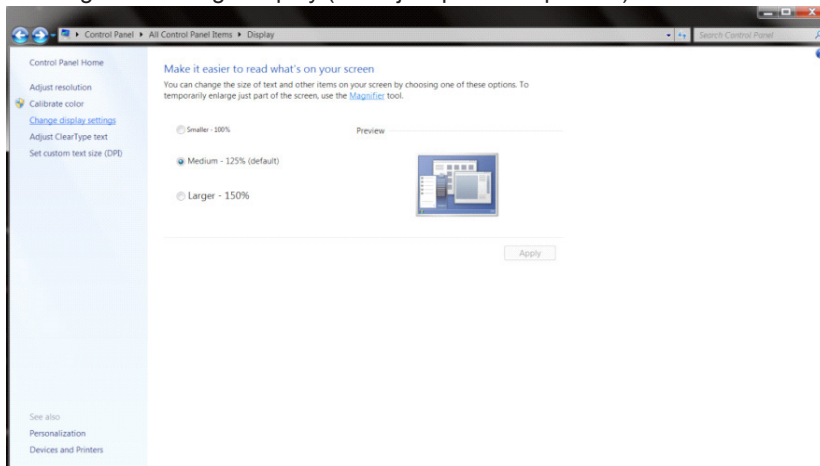 Control Panel ▸ All Control Panel Items ▸ Display
Search Control Panel
Control Panel Home
Adjust resolution
Calibrate color
Change display settings
Adjust ClearType text
Set custom text size (DPI)
Make it easier to read what's on your screen
You can change the size of text and other items on your screen by choosing one of these options. To
temporarily enlarge just part of the screen, use the Magnifier tool.
Smaller - 100%
Preview
Medium - 125% (default)
Larger - 150%
Apply
See also
Personalization
Devices and Printers